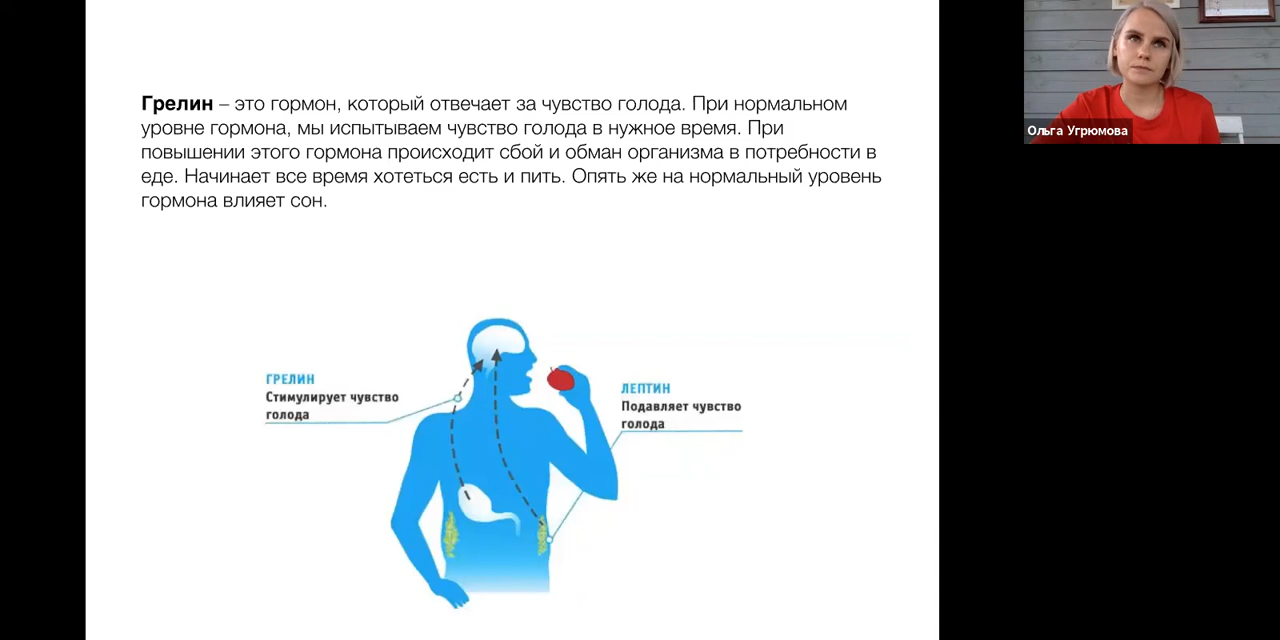 Грелин – это гормон, который отвечает за чувство голода. При нормальном
уровне гормона, мы испытываем чувство голода в нужное время. При
повышении этого гормона происходит сбой и обман организма в потребности в
еде. Начинает все время хотеться есть и пить. Опять же на нормальный уровень
гормона влияет сон.
ГРЕЛИН
Стимулирует чувство
голода
ЛЕПТИН
Подавляет чувство
голода
Ольга Угрюмова